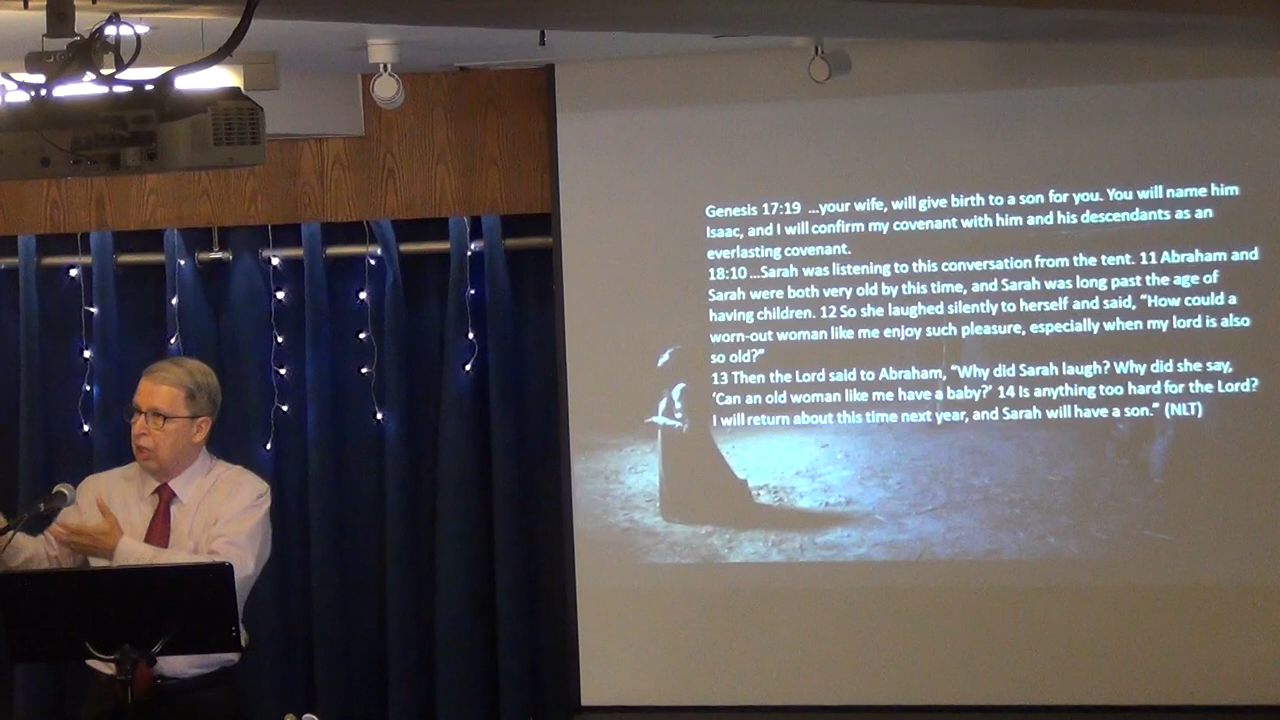 Genesis 17:19 ...your wife, will give birth to a son for you. You will name him
Isaac, and I will confirm my covenant with him and his descendants as an
everlasting covenant.
18:10 ...Sarah was listening to this conversation from the tent. 11 Abraham and
Sarah were both very old by this time, and Sarah was long past the age of
having children. 12 So she laughed silently to herself and said, “How could a
worn-out woman like me enjoy such pleasure, especially when my lord is also
so old?”
13 Then the Lord said to Abraham, “Why did Sarah laugh? Why did she say,
‘Can an old woman like me have a baby?’ 14 Is anything too hard for the Lord?
I will return about this time next year, and Sarah will have a son.” (NLT)